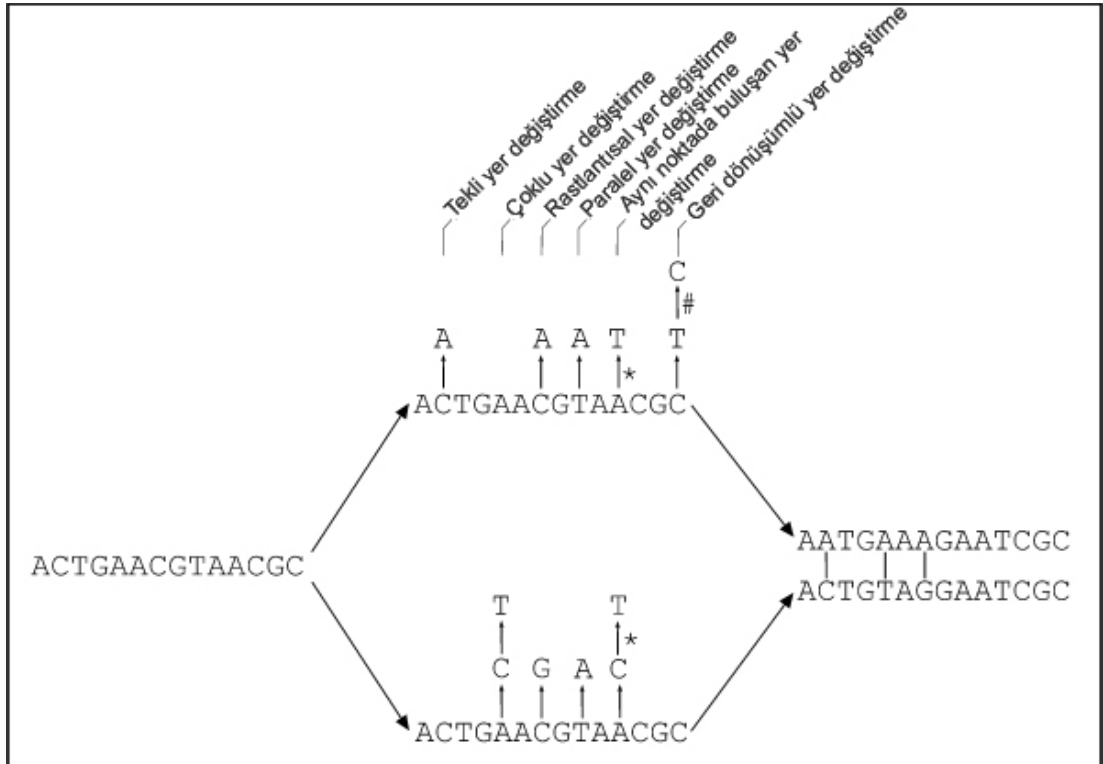 Tekli yer değiştirme
Çoklu yer değiştirme
Rastlantısal yer değiştirme
Paralel yer değiştirme
Aynı noktada buluşan yer
değiştirme
Geri dönüşümlü yer değiştirme
C
#
A A A T T
*
ACTGAACGTAACGC
ACTGAACGTAACGC
AATGAAAGAATCGC
ACTGTAGGAATCGC
T T
*
C G A C
ACTGAACGTAACGC